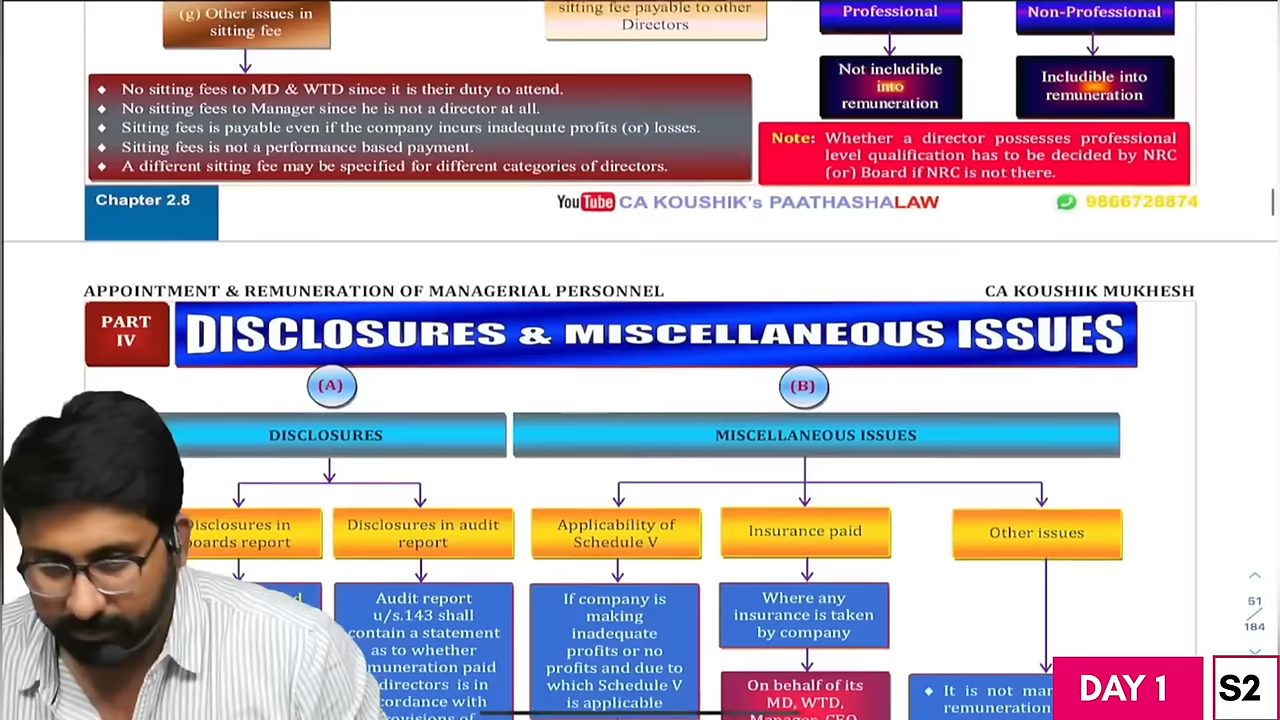 (g) Other issues in
sitting fee
sitting fee payable to other
Directors
Professional
Non-Professional
Not includible
into
remuneration
Includible into
remuneration
◆ No sitting fees to MD & WTD since it is their duty to attend.
◆ No sitting fees to Manager since he is not a director at all.
◆ Sitting fees is payable even if the company incurs inadequate profits (or) losses.
◆ Sitting fees is not a performance based payment.
◆ A different sitting fee may be specified for different categories of directors.
Note: Whether a director possesses professional
level qualification has to be decided by NRC
(or) Board if NRC is not there.
Chapter 2.8
YouTube CA KOUSHIK's PAATHASHALAW
9866728874
APPOINTMENT & REMUNERATION OF MANAGERIAL PERSONNEL
CA KOUSHIK MUKHESH
PART
IV
DISCLOSURES & MISCELLANEOUS ISSUES
(A)
(B)
DISCLOSURES
MISCELLANEOUS ISSUES
Disclosures in
boards report
Disclosures in audit
report
Applicability of
Schedule V
Insurance paid
Other issues
Audit report
u/s.143 shall
contain a statement
as to whether
muneration paid
directors is in
cordance with
If company is
making
inadequate
profits or no
profits and due to
which Schedule V
is applicable
Where any
insurance is taken
by company
On behalf of its
MD, WTD,
Manager, CEO
◆ It is not
remuneration
51
184
DAY 1
S2